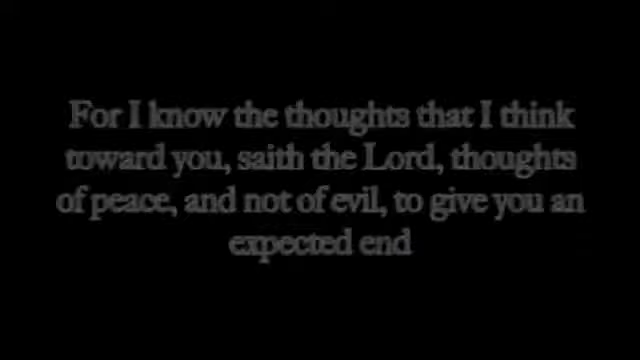 For I know the thoughts that I think
toward you, saith the Lord, thoughts
of peace, and not of evil, to give you an
expected end